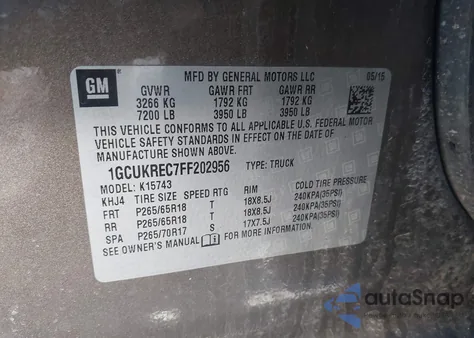 GM
MFD BY GENERAL MOTORS LLC 05/15
GVWR GAWR FRT GAWR RR
3266 KG 1792 KG 1792 KG
7200 LB 3950 LB 3950 LB
THIS VEHICLE CONFORMS TO ALL APPLICABLE U.S. FEDERAL MOTOR
VEHICLE SAFETY STANDARDS IN EFFECT ON THE DATE OF
MANUFACTURE SHOWN ABOVE.
1GCUKREC7FF202956 TYPE: TRUCK
MODEL: K15743
KHJ4 TIRE SIZE SPEED RTG RIM COLD TIRE PRESSURE
FRT P265/65R18 T 18X8.5J 240KPA(35PSI)
RR P265/65R18 T 18X8.5J 240KPA(35PSI)
SPA P265/70R17 T 17X7.5J 240KPA(35PSI)
SEE OWNER'S MANUAL FOR MORE INFORMATION.
autoSnap